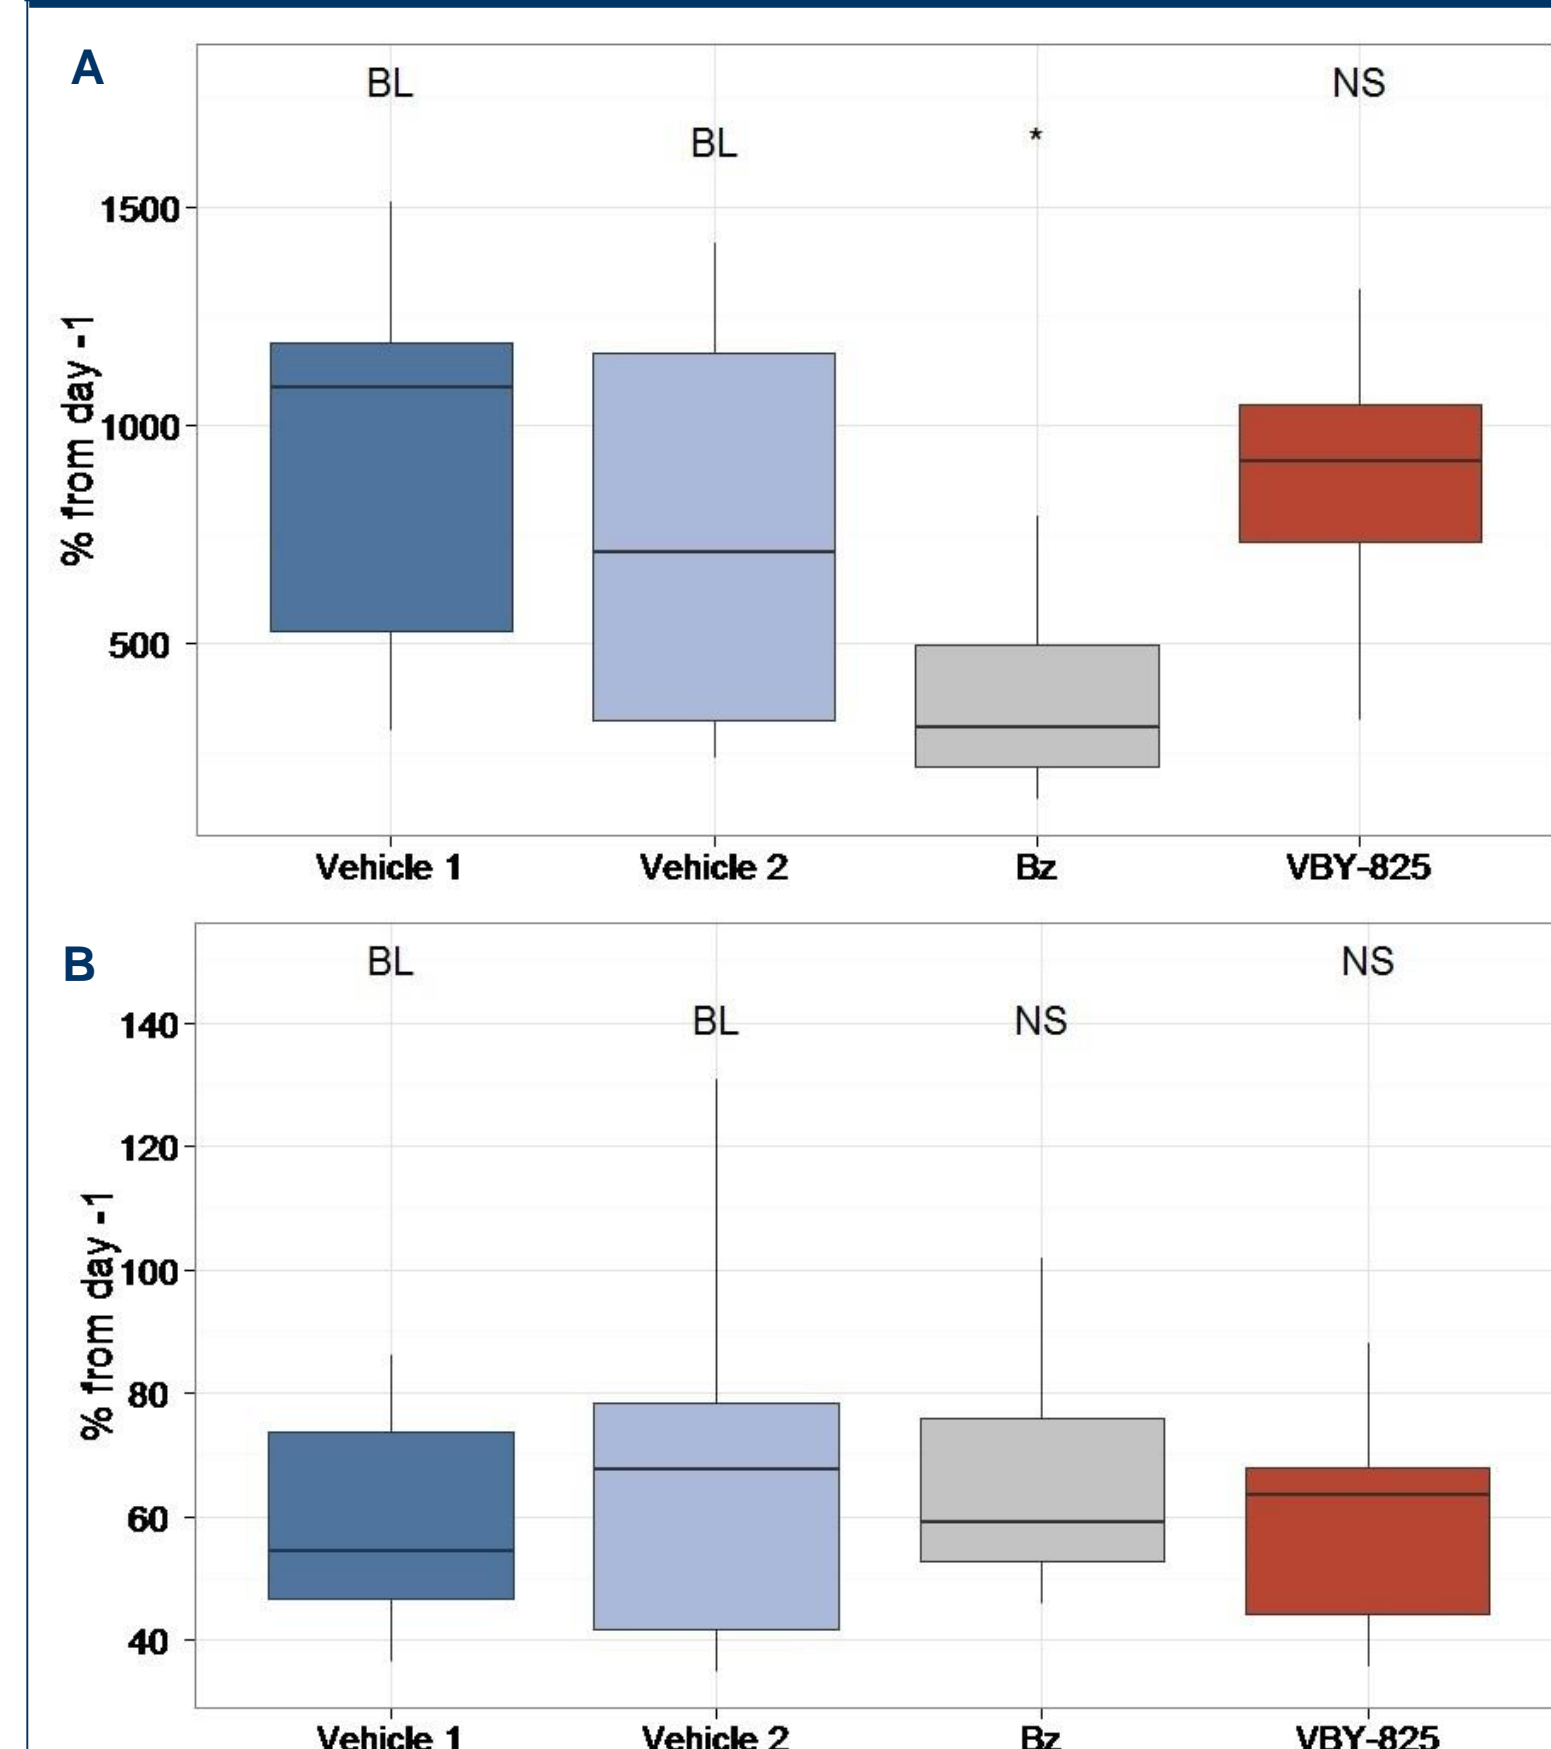 A
BL
NS
BL
*
1500
1000
500
% from day -1
Vehicle 1
Vehicle 2
Bz
VBY-825
B
BL
NS
BL
NS
140
120
100
80
60
40
% from day -1
Vehicle 1
Vehicle 2
Bz
VBY-825